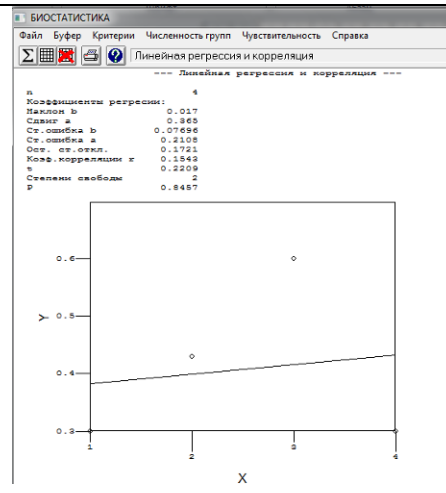 БИОСТАТИСТИКА
Файл Буфер Критерии Численность групп Чувствительность Справка
Линейная регрессия и корреляция
--- Линейная регрессия и корреляция ---
n 4
Коэффициенты регресии:
Наклон b 0.017
Сдвиг a 0.365
Ст.ошибка b 0.07696
Ст.ошибка a 0.2108
Ост. ст.откл. 0.1721
Коэф.корреляции r 0.1543
t 0.2209
Степени свободы 2
P 0.8457
0.6
Y 0.5
0.4
0.3
1 2 3 4
X